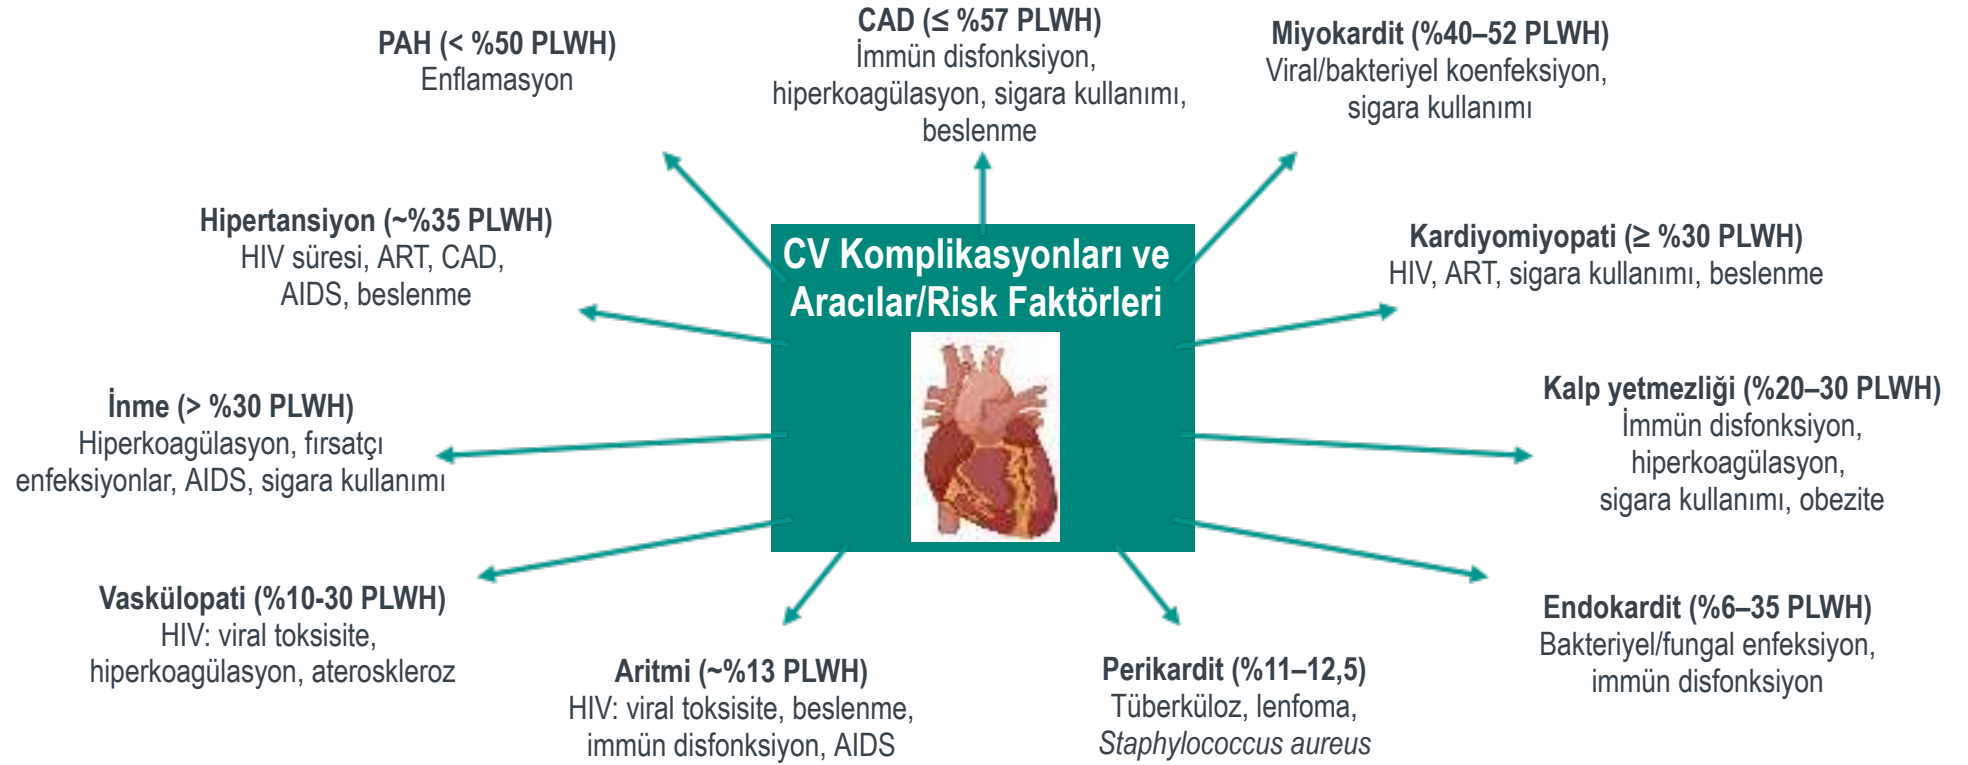 PAH (< %50 PLWH)
Enflamasyon
CAD (≤ %57 PLWH)
İmmün disfonksiyon,
hiperkoagülasyon, sigara kullanımı,
beslenme
Miyokardit (%40–52 PLWH)
Viral/bakteriyel koenfeksiyon,
sigara kullanımı
Hipertansiyon (~%35 PLWH)
HIV süresi, ART, CAD,
AIDS, beslenme
CV Komplikasyonları ve
Aracılar/Risk Faktörleri
Kardiyomiyopati (≥ %30 PLWH)
HIV, ART, sigara kullanımı, beslenme
İnme (> %30 PLWH)
Hiperkoagülasyon, fırsatçı
enfeksiyonlar, AIDS, sigara kullanımı
Kalp yetmezliği (%20–30 PLWH)
İmmün disfonksiyon,
hiperkoagülasyon,
sigara kullanımı, obezite
Vaskülopati (%10-30 PLWH)
HIV: viral toksisite,
hiperkoagülasyon, ateroskleroz
Aritmi (~%13 PLWH)
HIV: viral toksisite, beslenme,
immün disfonksiyon, AIDS
Perikardit (%11–12,5)
Tüberküloz, lenfoma,
Staphylococcus aureus
Endokardit (%6–35 PLWH)
Bakteriyel/fungal enfeksiyon,
immün disfonksiyon